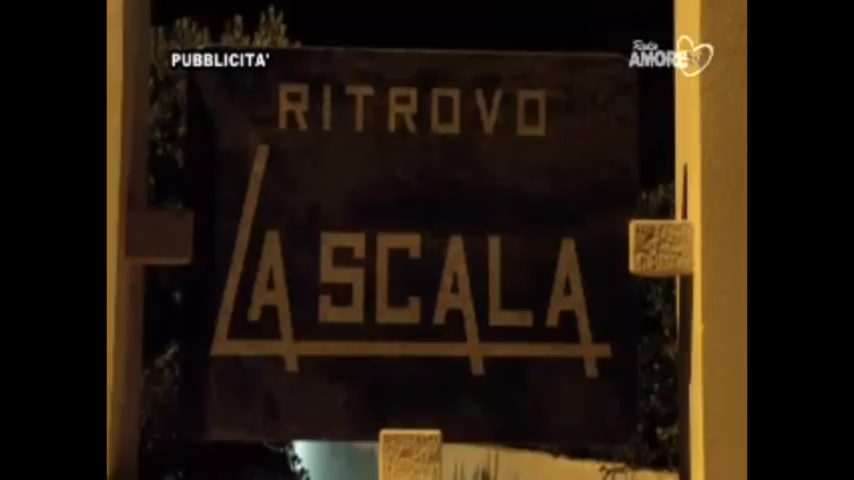 PUBBLICITA'
Radio
AMORE
RITROVO
LA SCALA